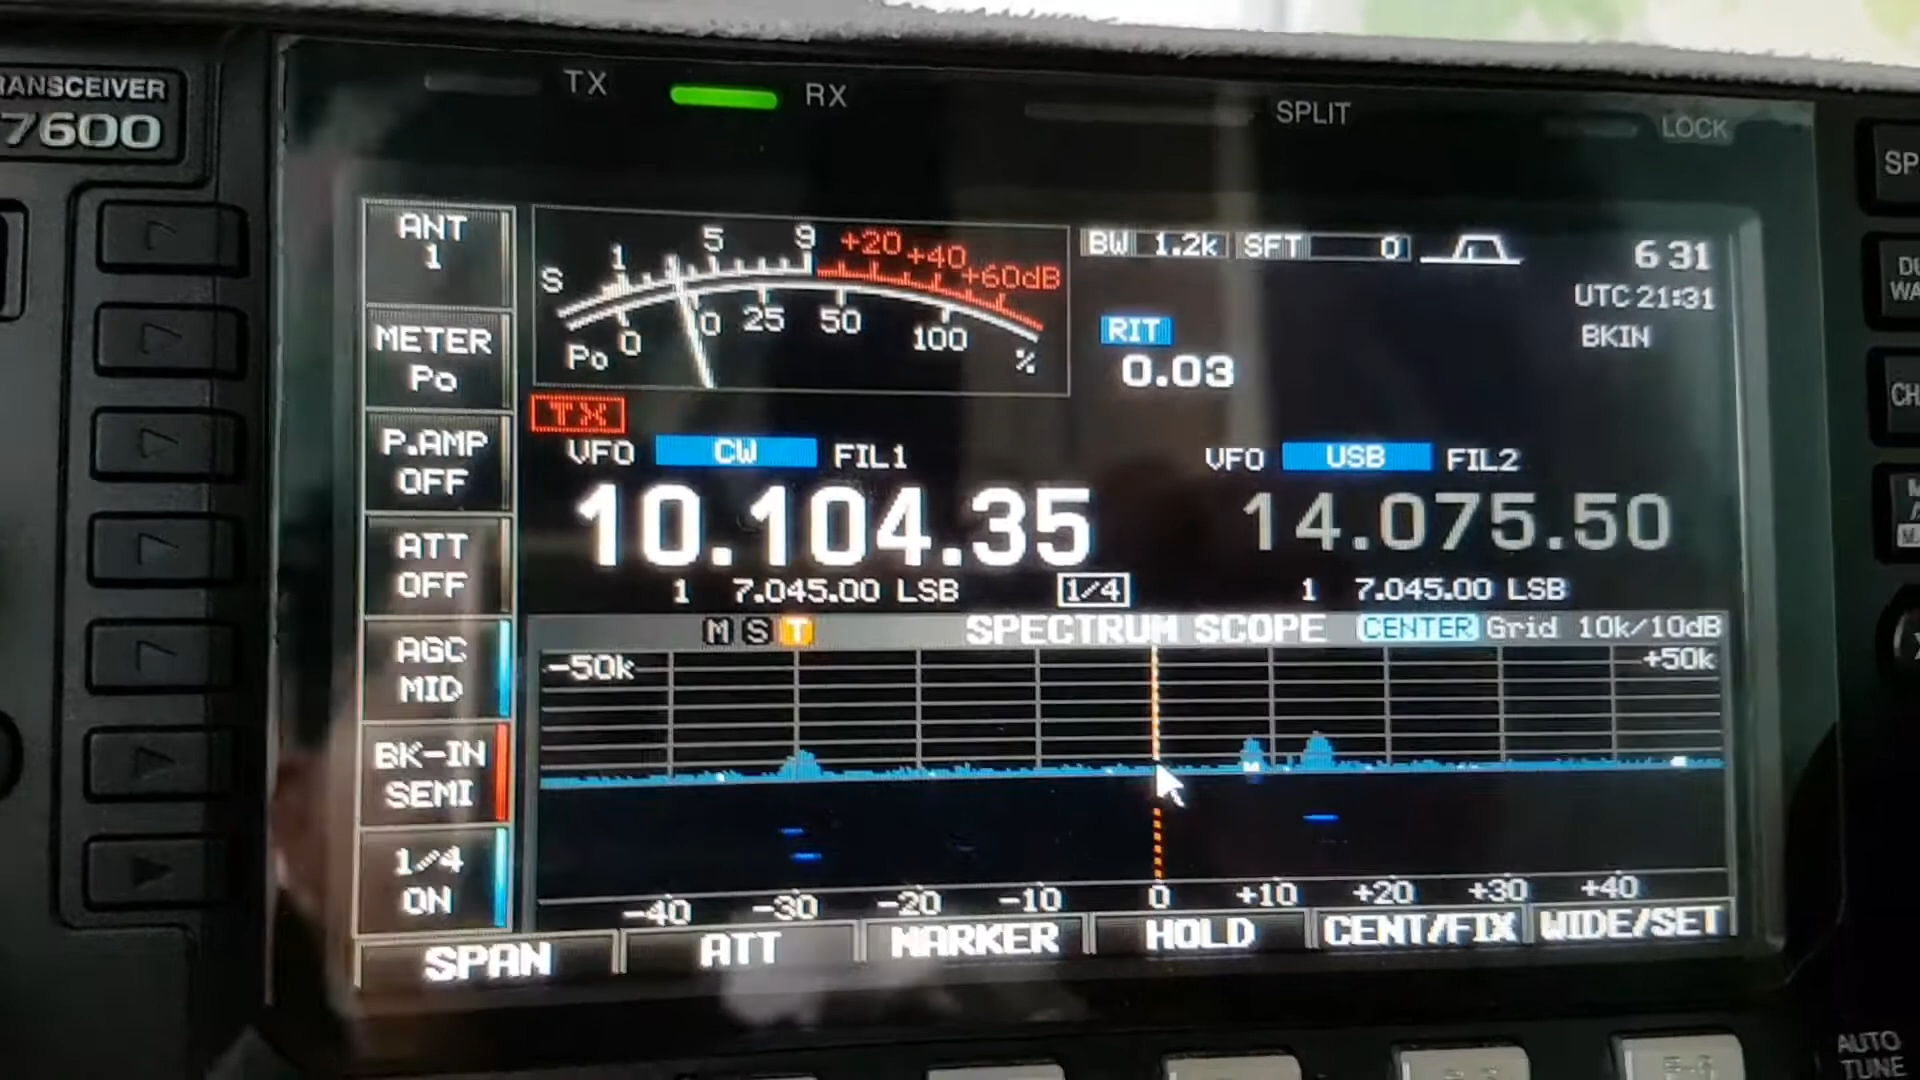 TRANSCEIVER
7600
TX
RX
SPLIT
LOCK
ANT
1
METER
Po
P.AMP
OFF
ATT
OFF
AGC
MID
BK-IN
SEMI
1/4
ON
S 1 5 9 +20 +40 +60dB
Po 0 10 25 50 100 %
BW 1.2k SFT 0
6 31
UTC 21:31
BKIN
RIT
0.03
TX
VFO CW FIL1
10.104.35
1 7.045.00 LSB
1/4
VFO USB FIL2
14.075.50
1 7.045.00 LSB
M S T SPECTRUM SCOPE CENTER Grid 10k/10dB
-50k +50k
-40 -30 -20 -10 0 +10 +20 +30 +40
SPAN ATT MARKER HOLD CENT/FIX WIDE/SET
AUTO
TUNE